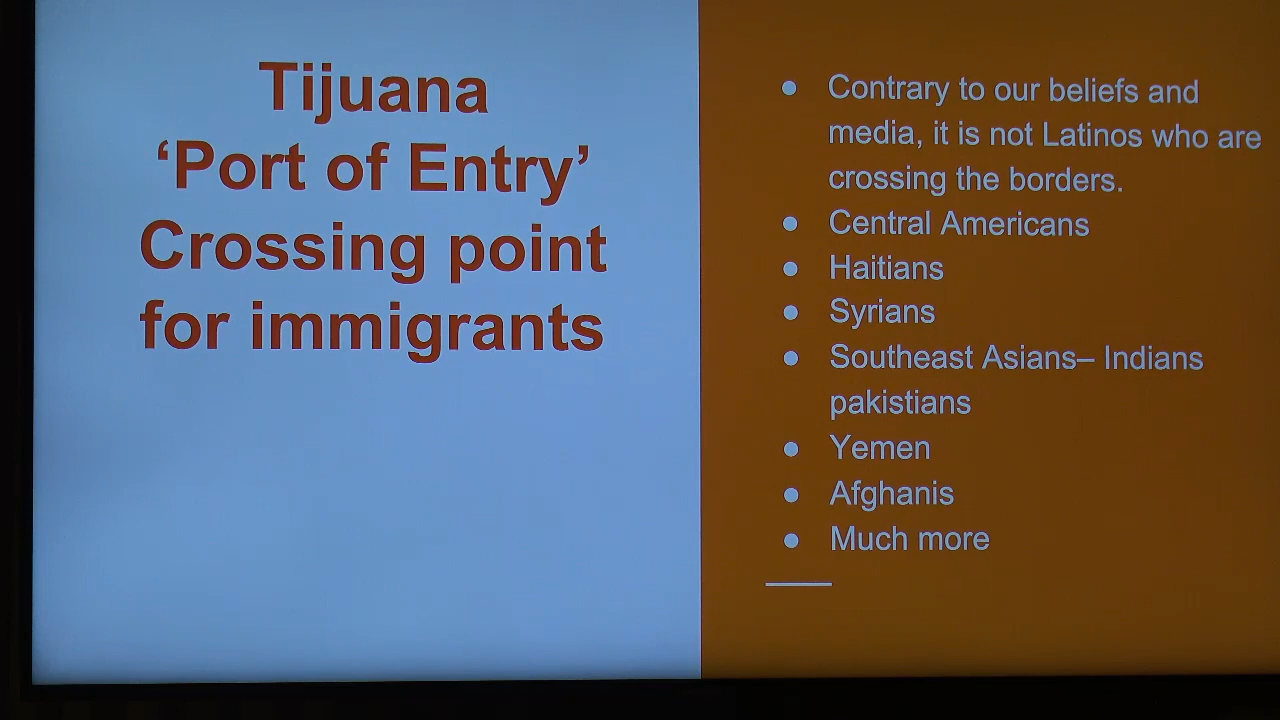 Tijuana
‘Port of Entry’
Crossing point
for immigrants
● Contrary to our beliefs and
media, it is not Latinos who are
crossing the borders.
● Central Americans
● Haitians
● Syrians
● Southeast Asians– Indians
pakistians
● Yemen
● Afghanis
● Much more